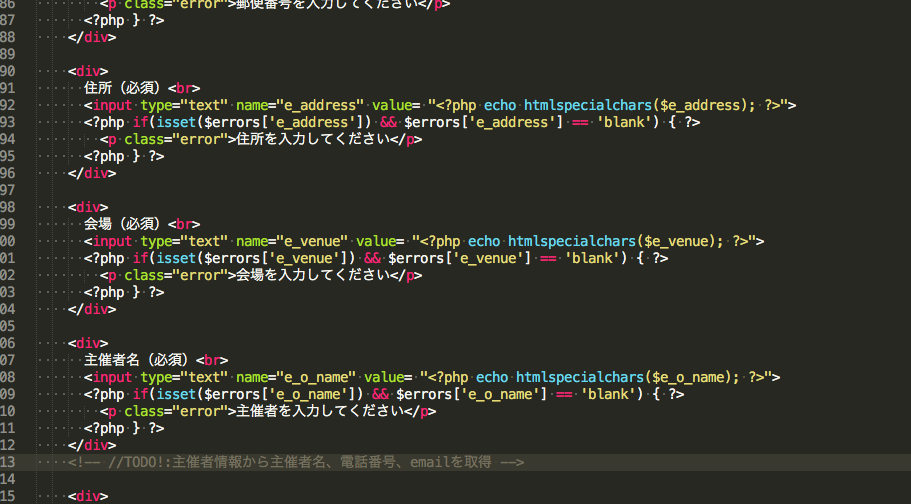 86 <p class="error">郵便番号を入力してください</p>
87 <?php } ?>
88 </div>
89
90 <div>
91 住所（必須）<br>
92 <input type="text" name="e_address" value= "<?php echo htmlspecialchars($e_address); ?>">
93 <?php if(isset($errors['e_address']) && $errors['e_address'] == 'blank') { ?>
94 <p class="error">住所を入力してください</p>
95 <?php } ?>
96 </div>
97
98 <div>
99 会場（必須）<br>
00 <input type="text" name="e_venue" value= "<?php echo htmlspecialchars($e_venue); ?>">
01 <?php if(isset($errors['e_venue']) && $errors['e_venue'] == 'blank') { ?>
02 <p class="error">会場を入力してください</p>
03 <?php } ?>
04 </div>
05
06 <div>
07 主催者名（必須）<br>
08 <input type="text" name="e_o_name" value= "<?php echo htmlspecialchars($e_o_name); ?>">
09 <?php if(isset($errors['e_o_name']) && $errors['e_o_name'] == 'blank') { ?>
10 <p class="error">主催者を入力してください</p>
11 <?php } ?>
12 </div>
13 <!-- //TODO!:主催者情報から主催者名、電話番号、emailを取得 -->
14
15 <div>